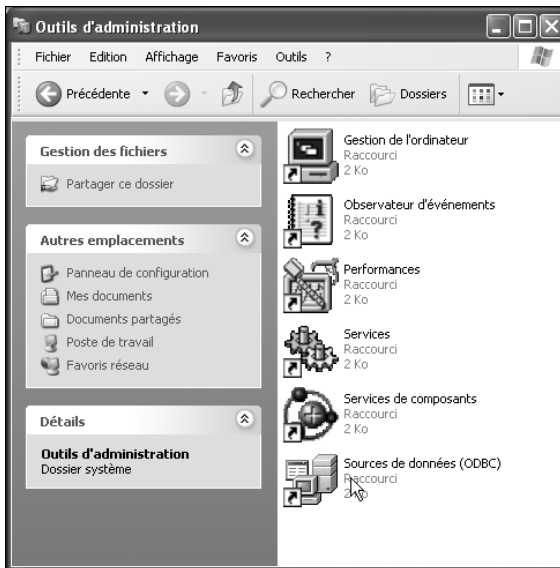 Outils d'administration
Fichier Edition Affichage Favoris Outils ?
Précédente Rechercher Dossiers
Gestion des fichiers
Partager ce dossier
Autres emplacements
Panneau de configuration
Mes documents
Documents partagés
Poste de travail
Favoris réseau
Détails
Outils d'administration
Dossier système
Gestion de l'ordinateur
Raccourci
2 Ko
Observateur d'événements
Raccourci
2 Ko
Performances
Raccourci
2 Ko
Services
Raccourci
2 Ko
Services de composants
Raccourci
2 Ko
Sources de données (ODBC)
Raccourci
2 Ko